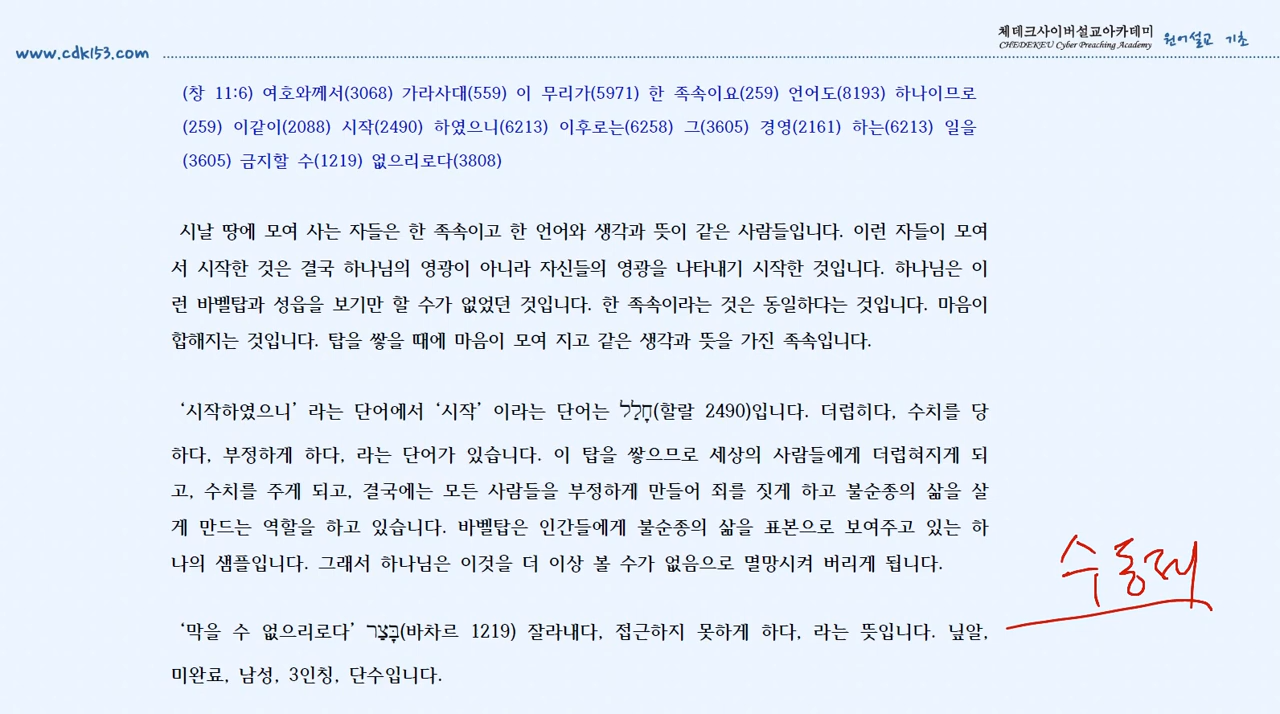 체데크사이버설교아카데미
CHEDEKEU Cyber Preaching Academy
원어설교 기초
www.cdk153.com
(창 11:6) 여호와께서(3068) 가라사대(559) 이 무리가(5971) 한 족속이요(259) 언어도(8193) 하나이므로
(259) 이같이(2088) 시작(2490) 하였으니(6213) 이후로는(6258) 그(3605) 경영(2161) 하는(6213) 일을
(3605) 금지할 수(1219) 없으리로다(3808)
시날 땅에 모여 사는 자들은 한 족속이고 한 언어와 생각과 뜻이 같은 사람들입니다. 이런 자들이 모여
서 시작한 것은 결국 하나님의 영광이 아니라 자신들의 영광을 나타내기 시작한 것입니다. 하나님은 이
런 바벨탑과 성읍을 보기만 할 수가 없었던 것입니다. 한 족속이라는 것은 동일하다는 것입니다. 마음이
합해지는 것입니다. 탑을 쌓을 때에 마음이 모여 지고 같은 생각과 뜻을 가진 족속입니다.
‘시작하였으니’ 라는 단어에서 ‘시작’ 이라는 단어는 חָלַל(할랄 2490)입니다. 더럽히다, 수치를 당
하다, 부정하게 하다, 라는 단어가 있습니다. 이 탑을 쌓으므로 세상의 사람들에게 더럽혀지게 되
고, 수치를 주게 되고, 결국에는 모든 사람들을 부정하게 만들어 죄를 짓게 하고 불순종의 삶을 살
게 만드는 역할을 하고 있습니다. 바벨탑은 인간들에게 불순종의 삶을 표본으로 보여주고 있는 하
나의 샘플입니다. 그래서 하나님은 이것을 더 이상 볼 수가 없음으로 멸망시켜 버리게 됩니다.
수동태
‘막을 수 없으리로다’ בָּצַר(바차르 1219) 잘라내다, 접근하지 못하게 하다, 라는 뜻입니다. 닢알,
미완료, 남성, 3인칭, 단수입니다.